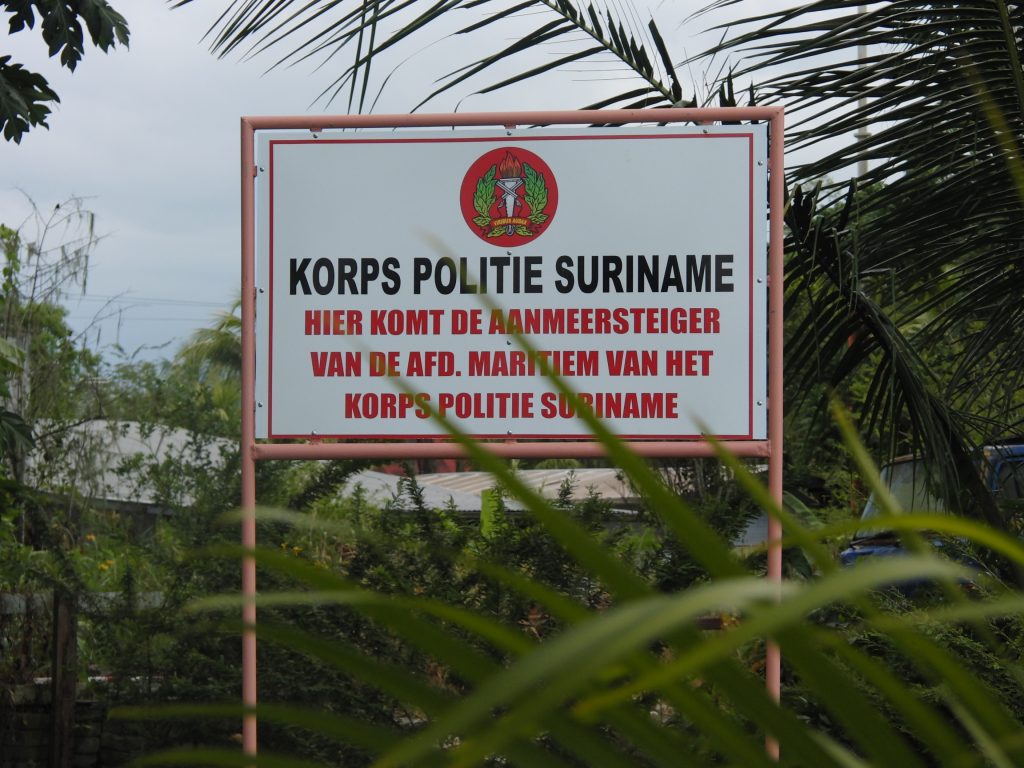 KORPS POLITIE SURINAME
HIER KOMT DE AANMEERSTEIGER
VAN DE AFD. MARITIEM VAN HET
KORPS POLITIE SURINAME